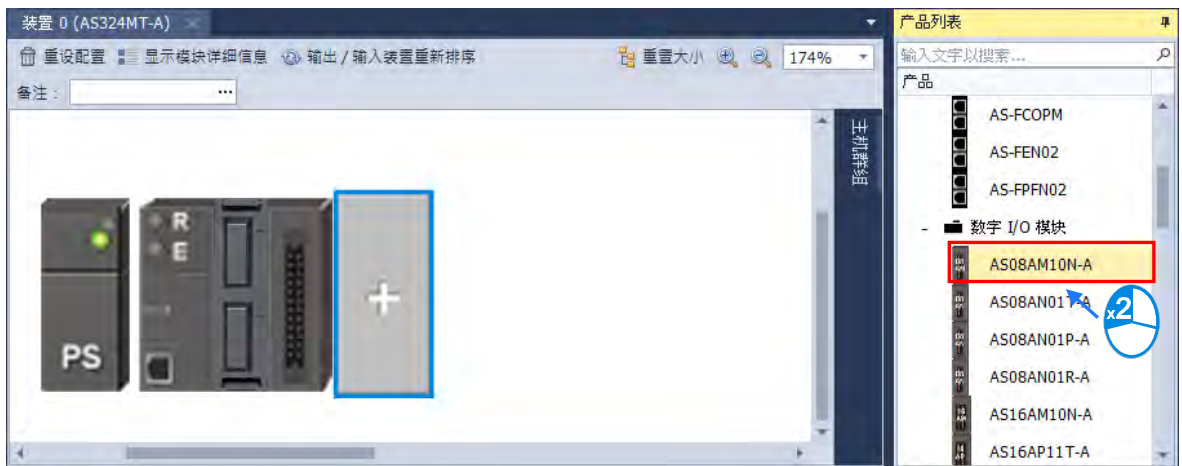 装置 0 (AS324MT-A)
重设配置 显示模块详细信息 输出 / 输入装置重新排序 重置大小 174%
备注 : ...
主机群组
R
E
PS
产品列表
输入文字以搜索...
产品
AS-FCOPM
AS-FEN02
AS-FPFN02
- 数字 I/O 模块
AS08AM10N-A
AS08AN01T-A
x2
AS08AN01P-A
AS08AN01R-A
AS16AM10N-A
AS16AP11T-A